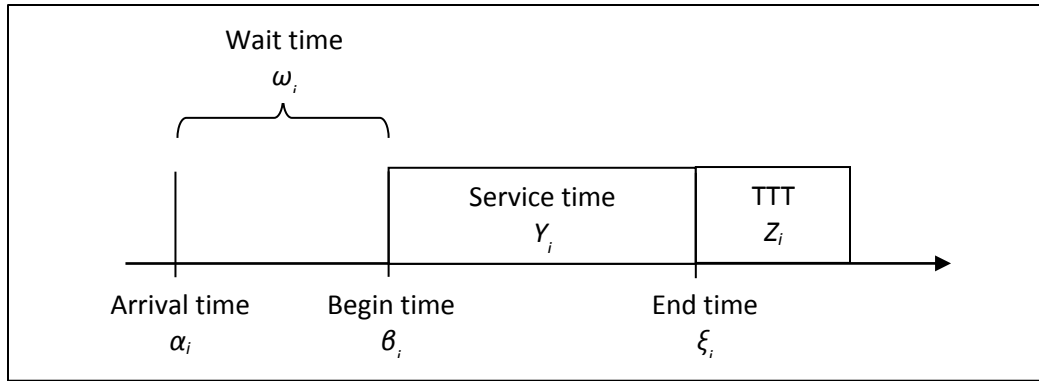 Wait time
ω_i
Service time
Y_i
TTT
Z_i
Arrival time
α_i
Begin time
β_i
End time
ξ_i